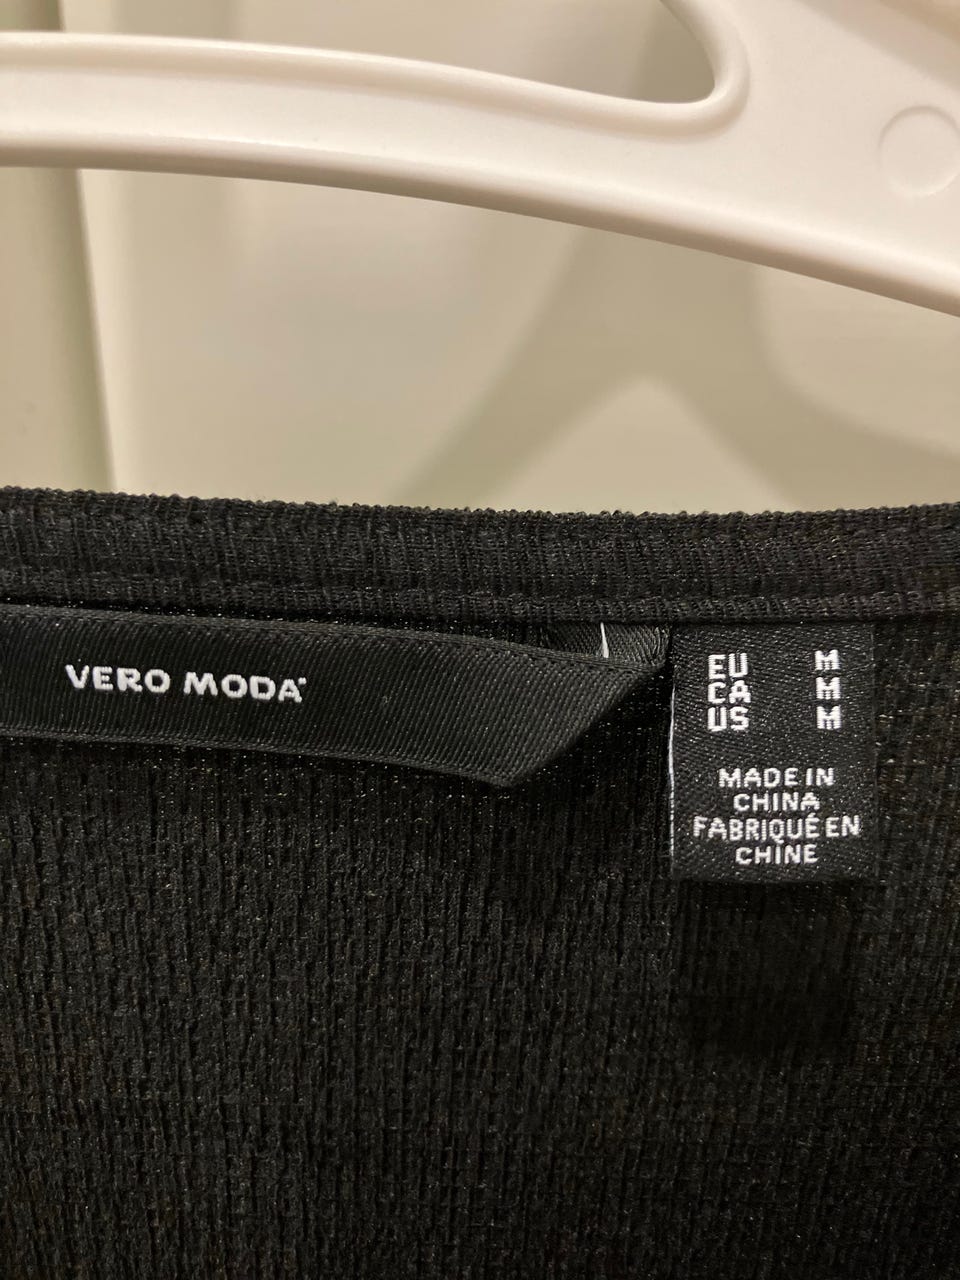 VERO MODA
EU M
CA M
US M
MADE IN
CHINA
FABRIQUÉ EN
CHINE